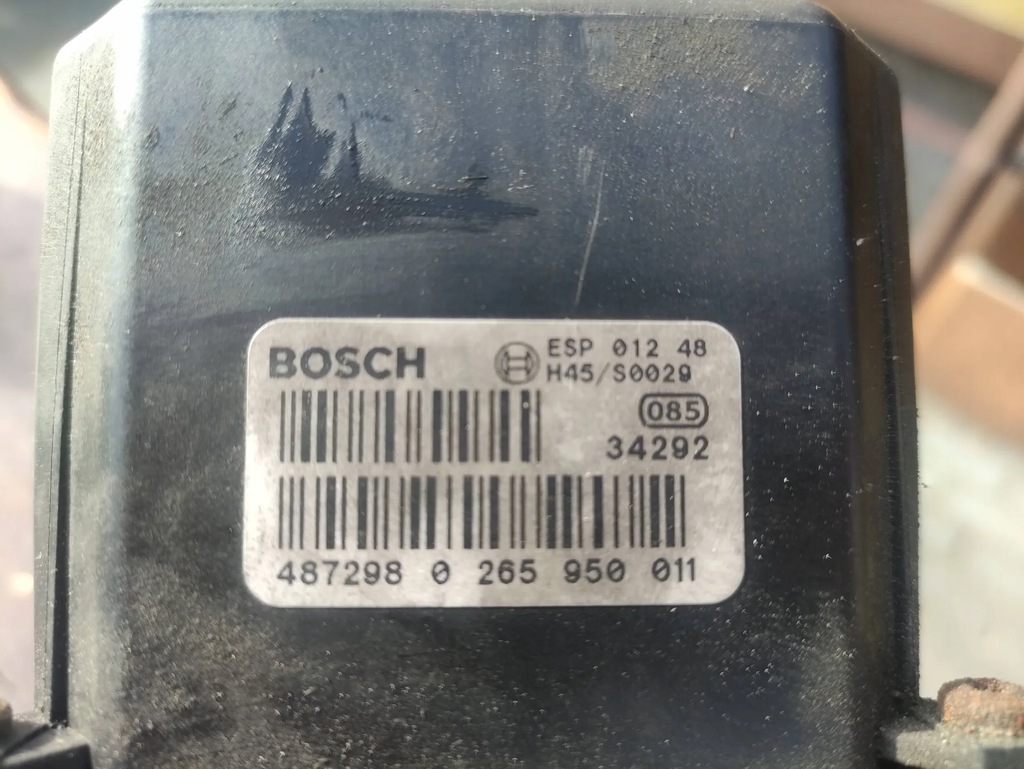 BOSCH
ESP 012 48
H45/S0029
085
34292
487298 0 265 950 011